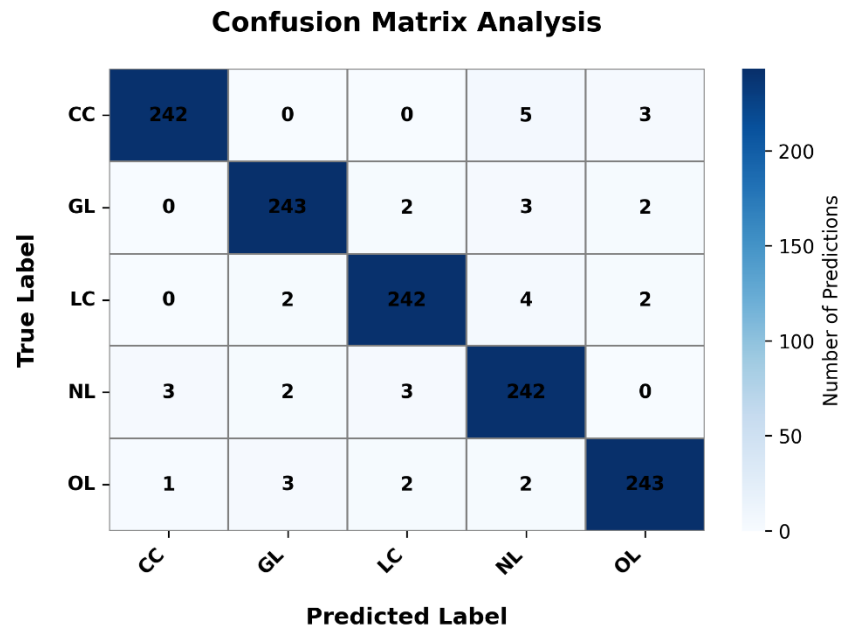 Confusion Matrix Analysis
CC 242 0 0 5 3
GL 0 243 2 3 2
LC 0 2 242 4 2
NL 3 2 3 242 0
OL 1 3 2 2 243
CC GL LC NL OL
True Label
Predicted Label
200
150
100
50
0
Number of Predictions